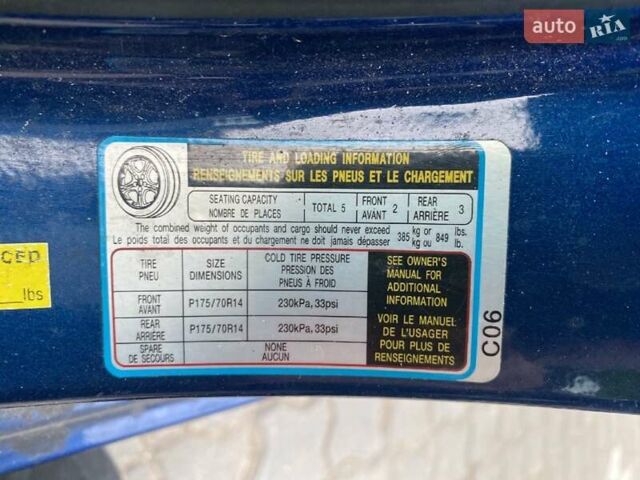 auto RIA .com
TIRE AND LOADING INFORMATION
RENSEIGNEMENTS SUR LES PNEUS ET LE CHARGEMENT
SEATING CAPACITY TOTAL 5 FRONT 2 REAR 3
NOMBRE DE PLACES AVANT ARRIÈRE
The combined weight of occupants and cargo should never exceed 385 kg or 849 lbs.
Le poids total des occupants et du chargement ne doit jamais dépasser kg ou lb.
TIRE SIZE COLD TIRE PRESSURE
PNEU DIMENSIONS PRESSION DES
PNEUS À FROID
FRONT P175/70R14 230kPa, 33psi
AVANT
REAR P175/70R14 230kPa, 33psi
ARRIÈRE
SPARE NONE
DE SECOURS AUCUN
SEE OWNER'S
MANUAL FOR
ADDITIONAL
INFORMATION
VOIR LE MANUEL
DE L'USAGER
POUR PLUS DE
RENSEIGNEMENTS
C06
CED
lbs